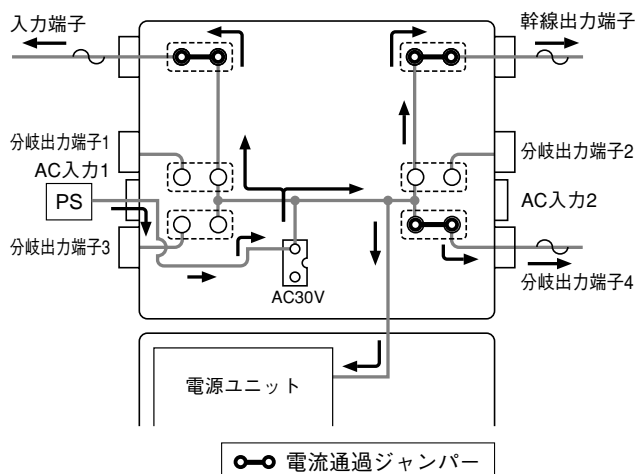 入力端子
幹線出力端子
分岐出力端子1
分岐出力端子2
AC入力1
PS
AC入力2
分岐出力端子3
AC30V
分岐出力端子4
電源ユニット
電流通過ジャンパー